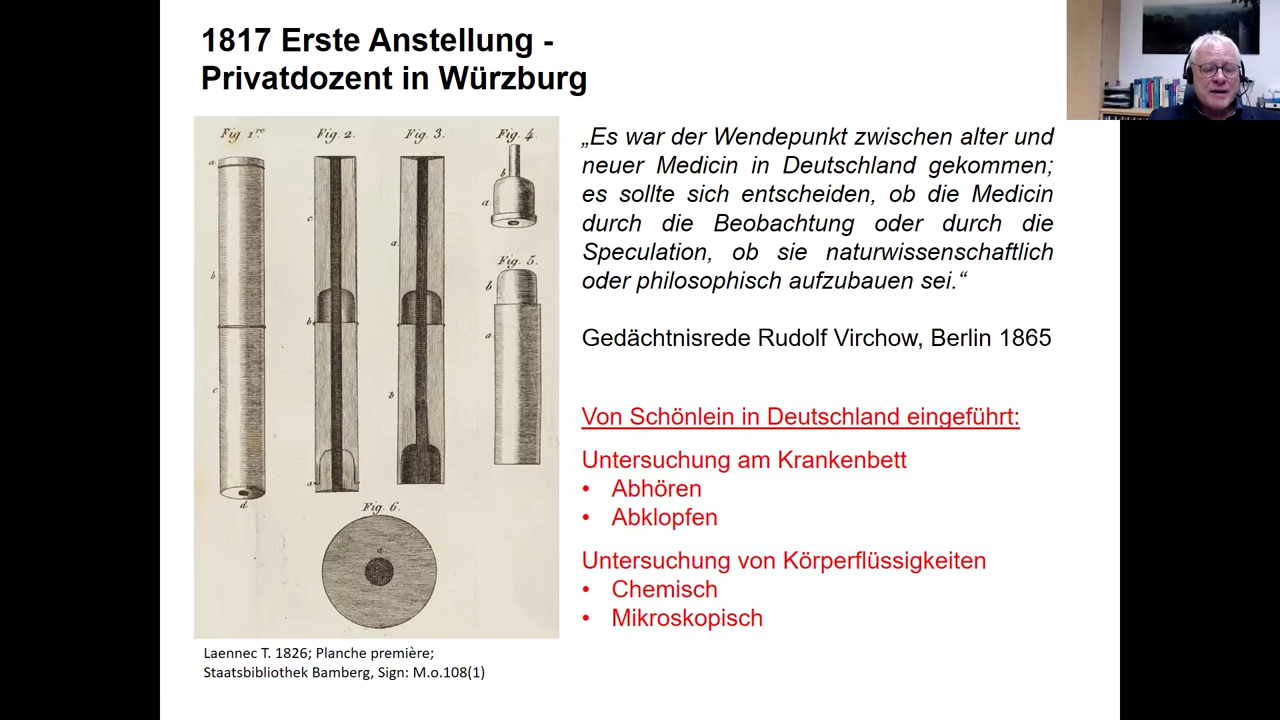 1817 Erste Anstellung -
Privatdozent in Würzburg
Fig 1re
Fig. 2.
Fig. 3.
Fig. 4.
a
b
c
d
c
b
a
a
b
b
a
Fig. 5.
b
a
Fig. 6.
a
„Es war der Wendepunkt zwischen alter und
neuer Medicin in Deutschland gekommen;
es sollte sich entscheiden, ob die Medicin
durch die Beobachtung oder durch die
Speculation, ob sie naturwissenschaftlich
oder philosophisch aufzubauen sei.“
Gedächtnisrede Rudolf Virchow, Berlin 1865
Von Schönlein in Deutschland eingeführt:
Untersuchung am Krankenbett
• Abhören
• Abklopfen
Untersuchung von Körperflüssigkeiten
• Chemisch
• Mikroskopisch
Laennec T. 1826; Planche première;
Staatsbibliothek Bamberg, Sign: M.o.108(1)